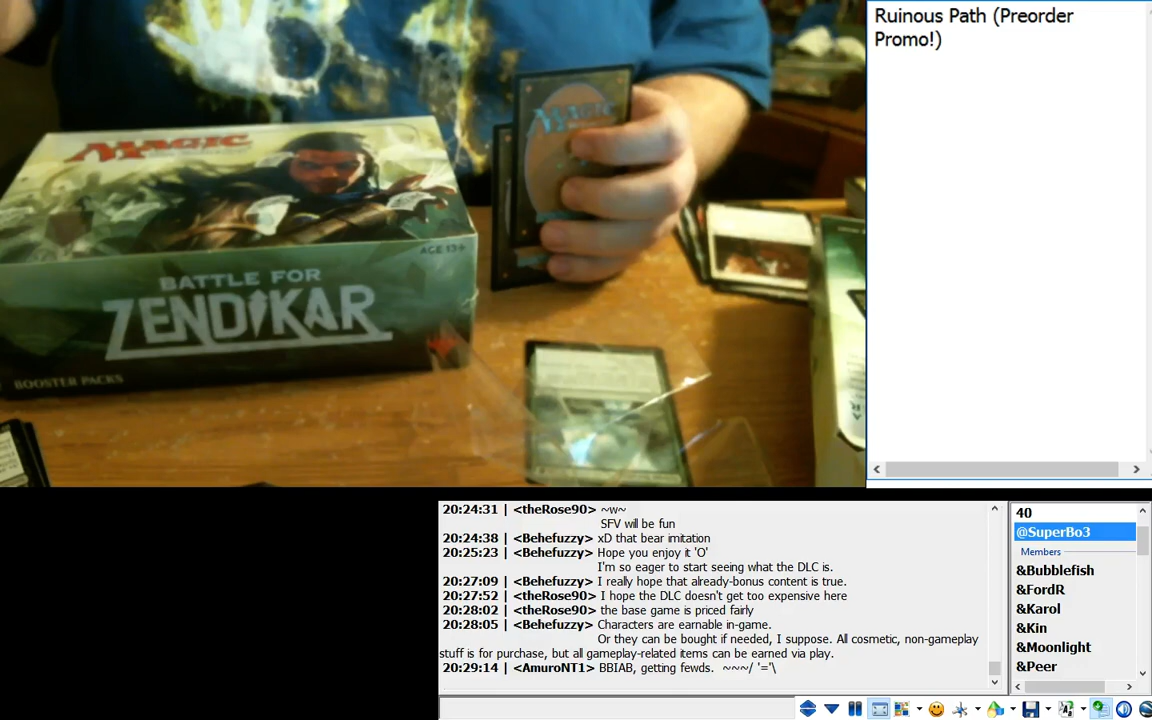 Ruinous Path (Preorder
Promo!)
MAGIC
AGE 13+
BATTLE FOR
ZENDIKAR
BOOSTER PACKS
MAGIC
20:24:31 | <theRose90> ~w~
SFV will be fun
20:24:38 | <Behefuzzy> xD that bear imitation
20:25:23 | <Behefuzzy> Hope you enjoy it 'O'
I'm so eager to start seeing what the DLC is.
20:27:09 | <Behefuzzy> I really hope that already-bonus content is true.
20:27:52 | <theRose90> I hope the DLC doesn't get too expensive here
20:28:02 | <theRose90> the base game is priced fairly
20:28:05 | <Behefuzzy> Characters are earnable in-game.
Or they can be bought if needed, I suppose. All cosmetic, non-gameplay
stuff is for purchase, but all gameplay-related items can be earned via play.
20:29:14 | <AmuroNT1> BBIAB, getting fewds. ~~~/ '='\
40
@SuperBo3
Members
&Bubblefish
&FordR
&Karol
&Kin
&Moonlight
&Peer